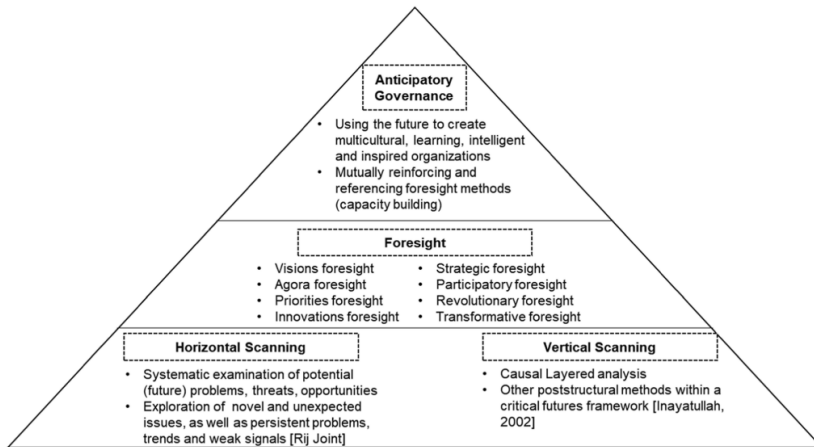 Anticipatory
Governance
• Using the future to create
multicultural, learning, intelligent
and inspired organizations
• Mutually reinforcing and
referencing foresight methods
(capacity building)
Foresight
• Visions foresight
• Agora foresight
• Priorities foresight
• Innovations foresight
• Strategic foresight
• Participatory foresight
• Revolutionary foresight
• Transformative foresight
Horizontal Scanning
• Systematic examination of potential
(future) problems, threats, opportunities
• Exploration of novel and unexpected
issues, as well as persistent problems,
trends and weak signals [Rij Joint]
Vertical Scanning
• Causal Layered analysis
• Other poststructural methods within a
critical futures framework [Inayatullah,
2002]